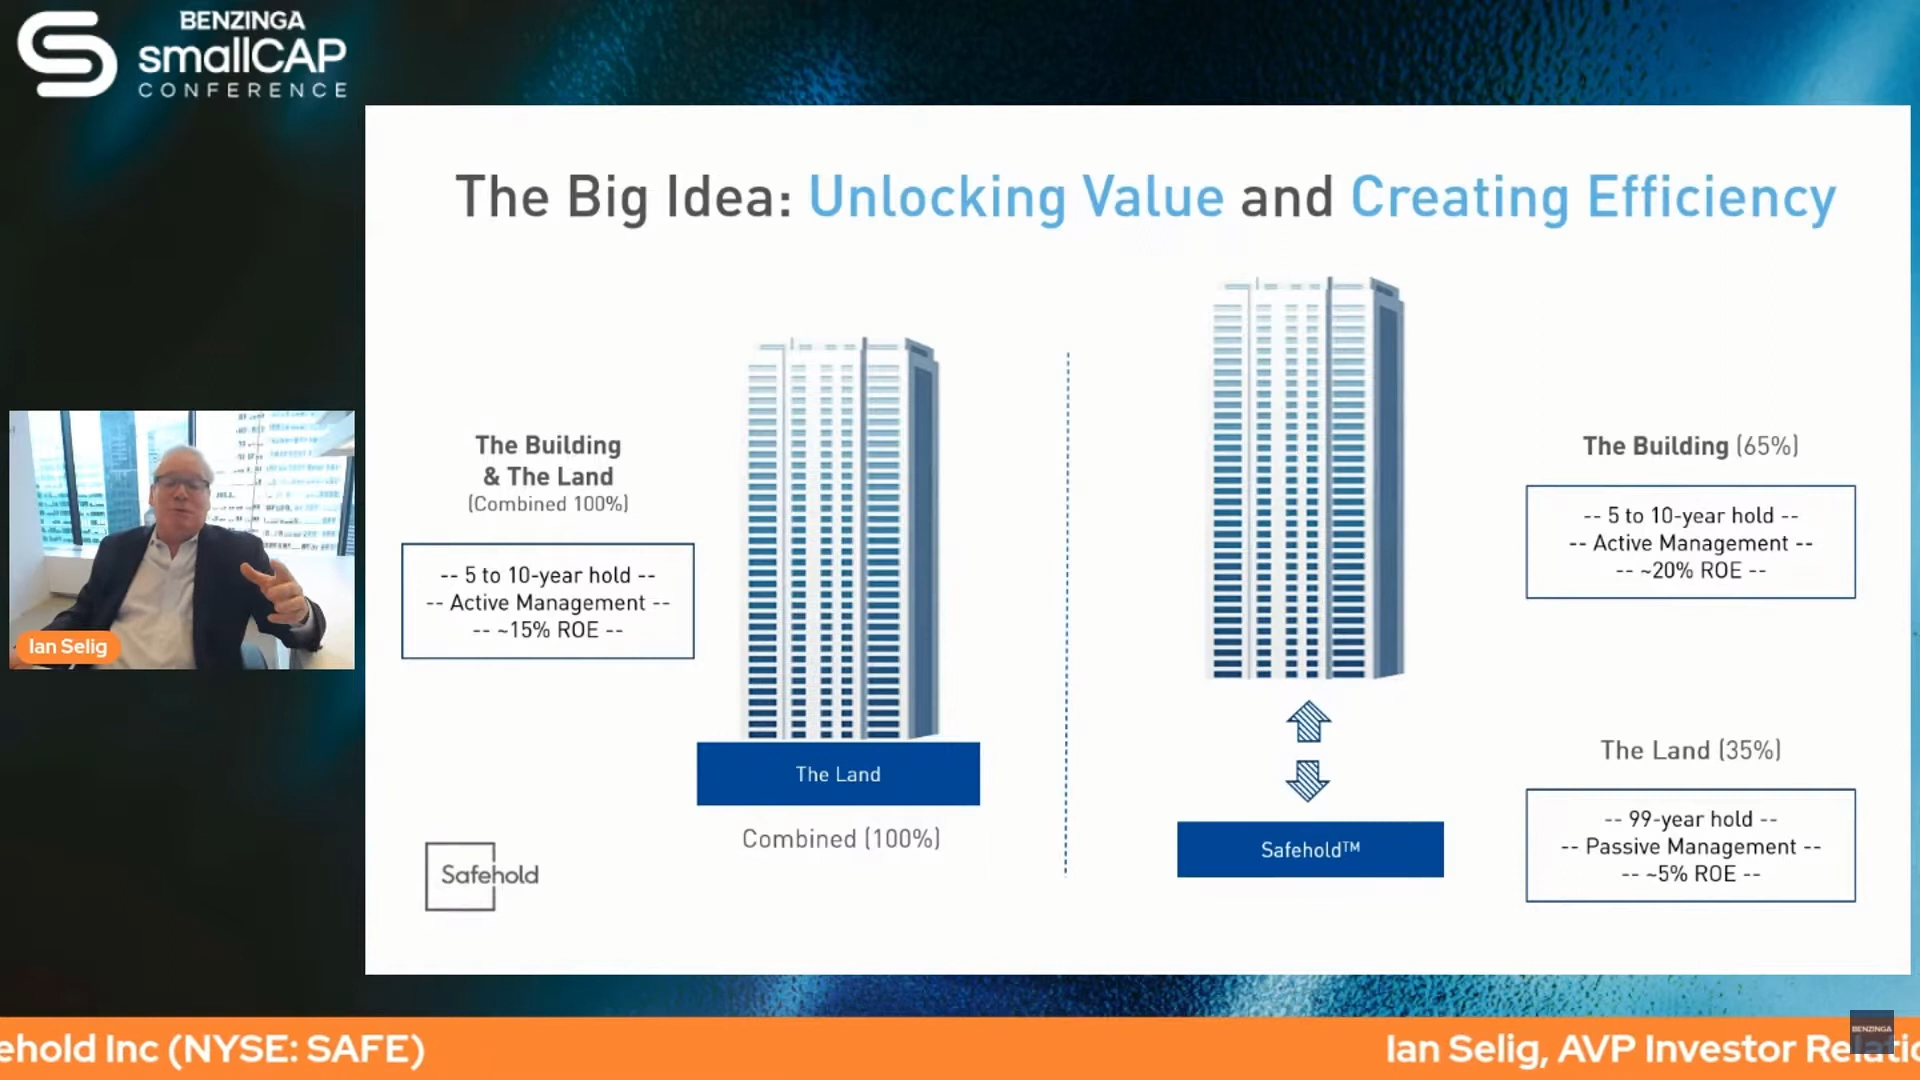 BENZINGA
smallCAP
CONFERENCE
The Big Idea: Unlocking Value and Creating Efficiency
The Building
& The Land
(Combined 100%)
-- 5 to 10-year hold --
-- Active Management --
-- ~15% ROE --
The Land
Combined (100%)
Safehold
The Building (65%)
-- 5 to 10-year hold --
-- Active Management --
-- ~20% ROE --
Safehold™
The Land (35%)
-- 99-year hold --
-- Passive Management --
-- ~5% ROE --
Ian Selig
ehold Inc (NYSE: SAFE)
Ian Selig, AVP Investor Relatio
BENZINGA